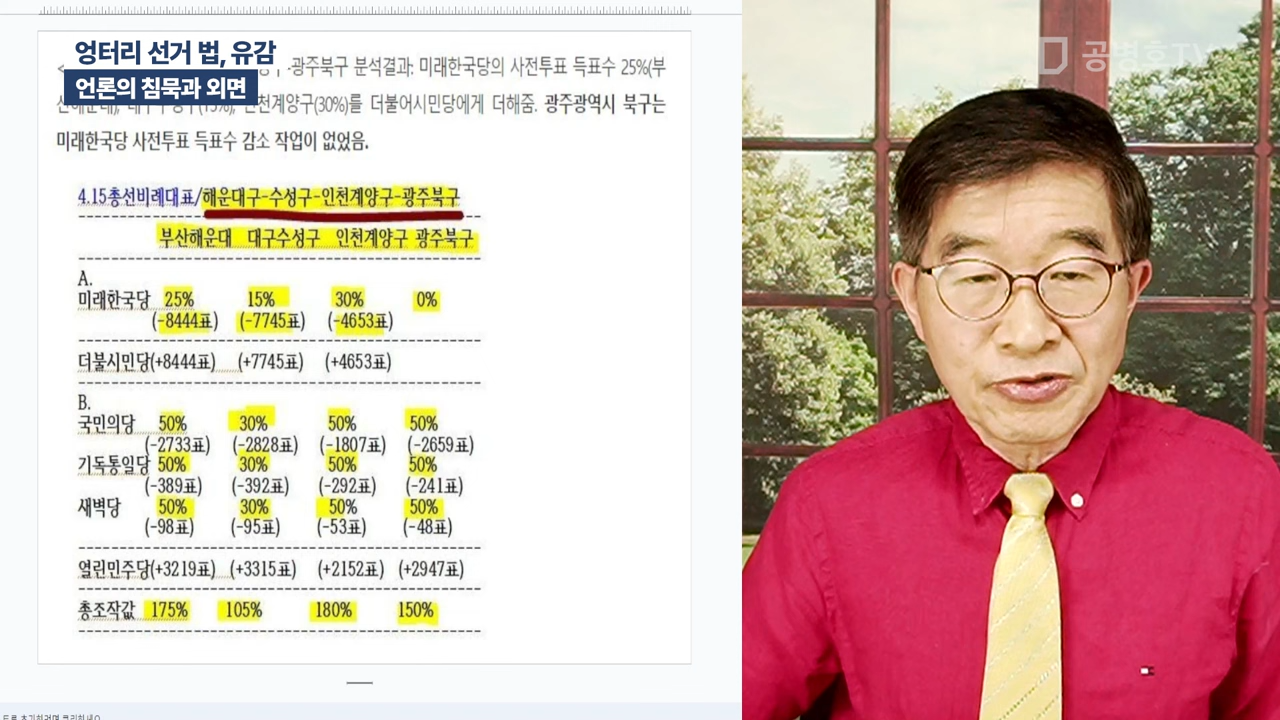 엉터리 선거 법, 유감
언론의 침묵과 외면
-광주북구 분석결과: 미래한국당의 사전투표 득표수 25%(부
인천계양구(30%)를 더불어시민당에게 더해줌. 광주광역시 북구는
미래한국당 사전투표 득표수 감소 작업이 없었음.
4.15총선비례대표/해운대구-수성구-인천계양구-광주북구
부산해운대 대구수성구 인천계양구 광주북구
A.
미래한국당 25% 15% 30% 0%
(-8444표) (-7745표) (-4653표)
더불시민당(+8444표) (+7745표) (+4653표)
B.
국민의당 50% 30% 50% 50%
(-2733표) (-2828표) (-1807표) (-2659표)
기독통일당 50% 30% 50% 50%
(-389표) (-392표) (-292표) (-241표)
새벽당 50% 30% 50% 50%
(-98표) (-95표) (-53표) (-48표)
열린민주당(+3219표) (+3315표) (+2152표) (+2947표)
총조작값 175% 105% 180% 150%
공병호TV